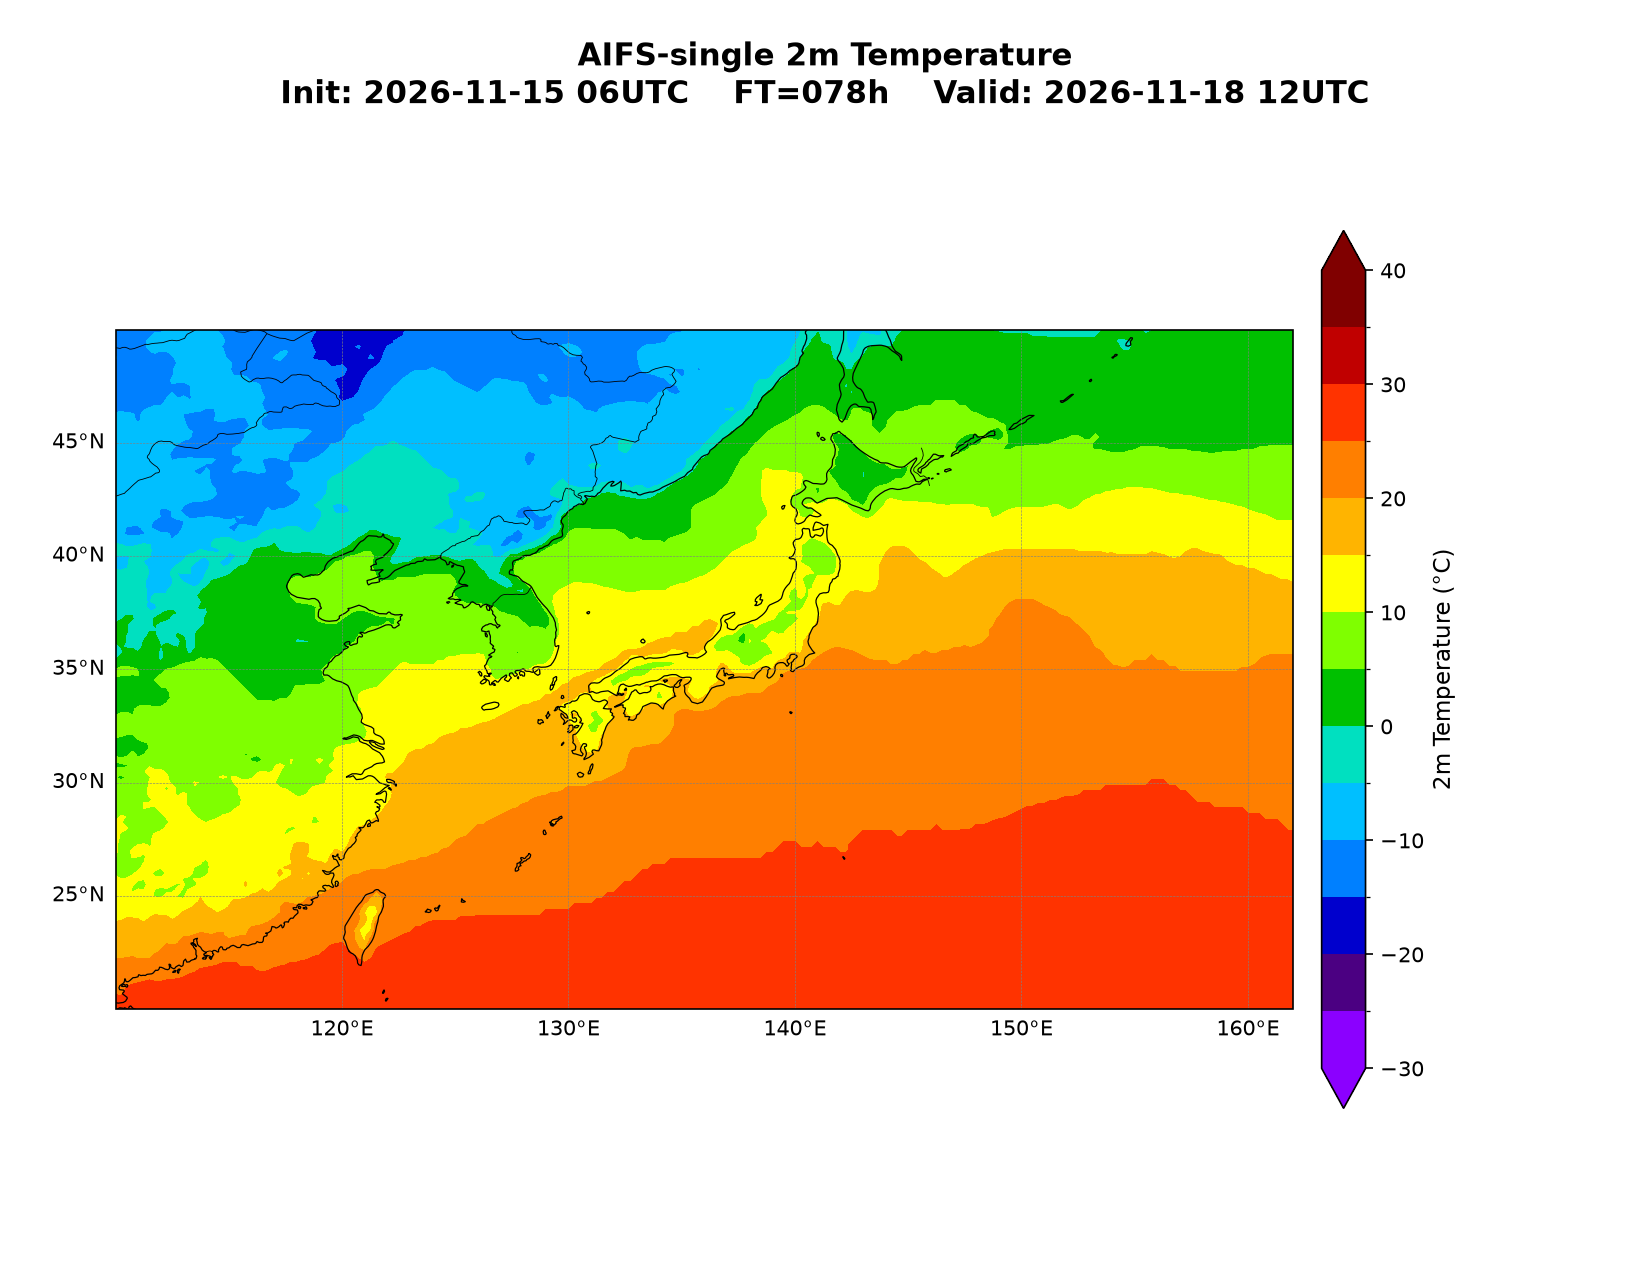 AIFS-single 2m Temperature
Init: 2026-11-15 06UTC    FT=078h    Valid: 2026-11-18 12UTC
45°N
40°N
35°N
30°N
25°N
120°E
130°E
140°E
150°E
160°E
40
30
20
10
0
−10
−20
−30
2m Temperature (°C)